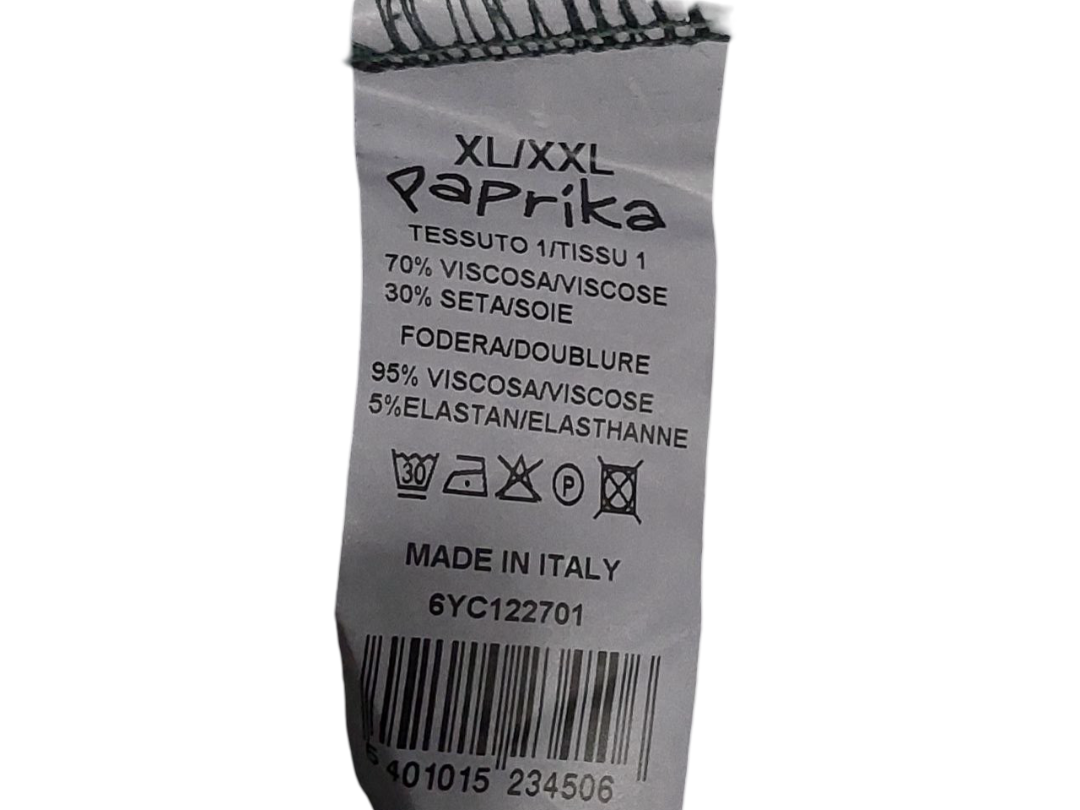 XL/XXL
Paprika
TESSUTO 1/TISSU 1
70% VISCOSA/VISCOSE
30% SETA/SOIE
FODERA/DOUBLURE
95% VISCOSA/VISCOSE
5%ELASTAN/ELASTHANNE
30 P
MADE IN ITALY
6YC122701
5 401015 234506